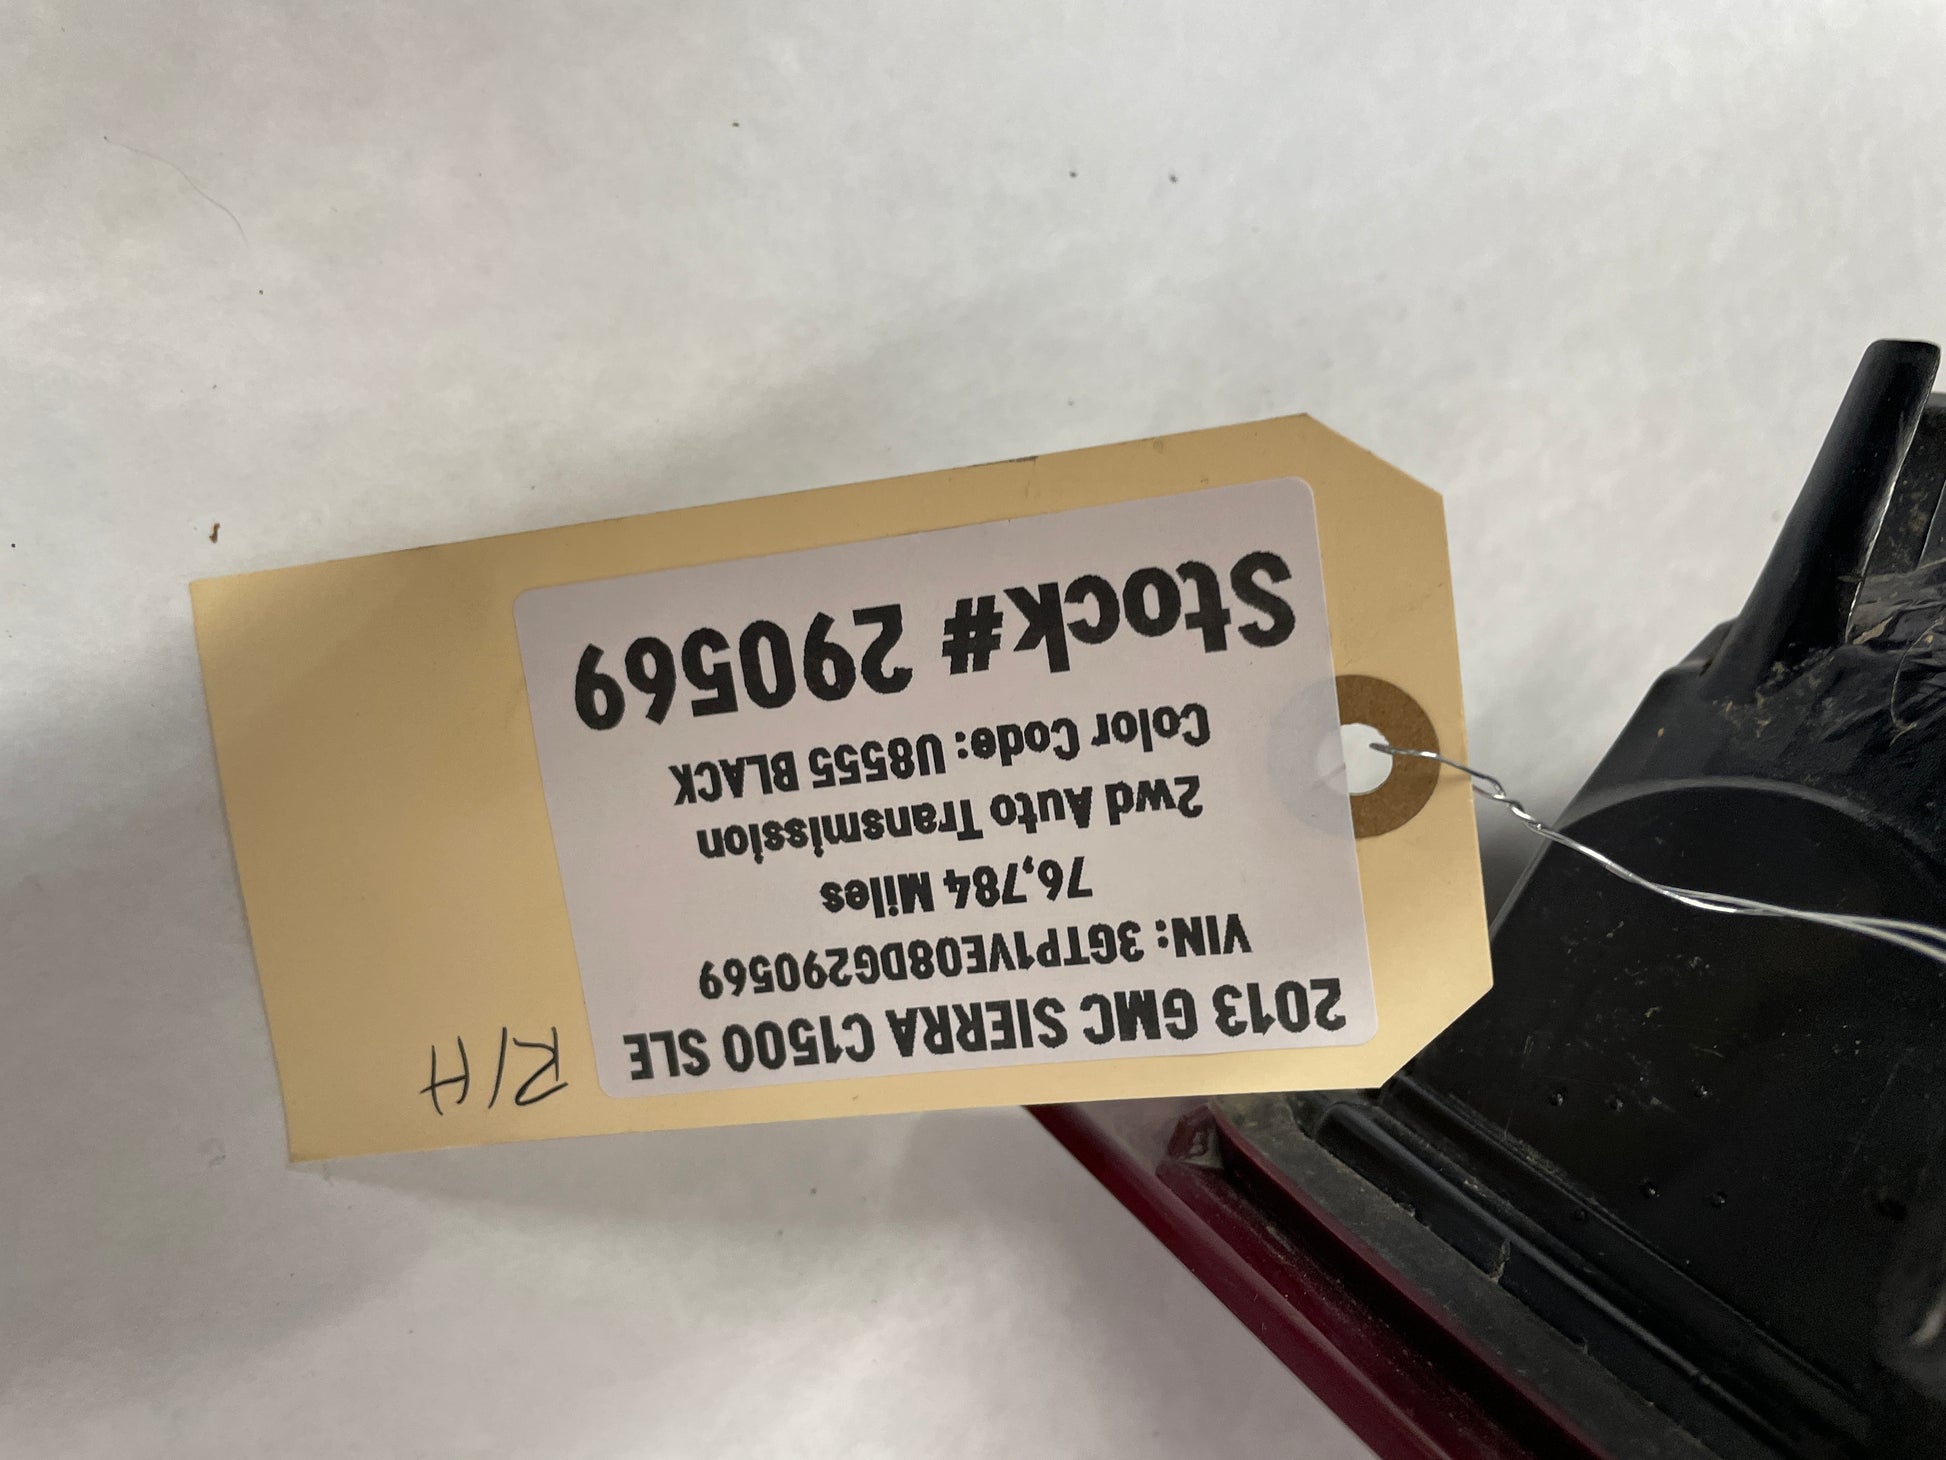 2013 GMC SIERRA C1500 SLE
VIN: 3GTP1VE08DG290569
76,784 Miles
2wd Auto Transmission
Color Code: U8555 BLACK
Stock# 290569
R/H